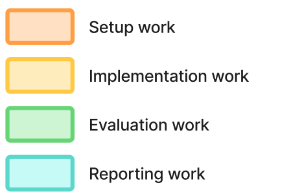 Setup work
Implementation work
Evaluation work
Reporting work